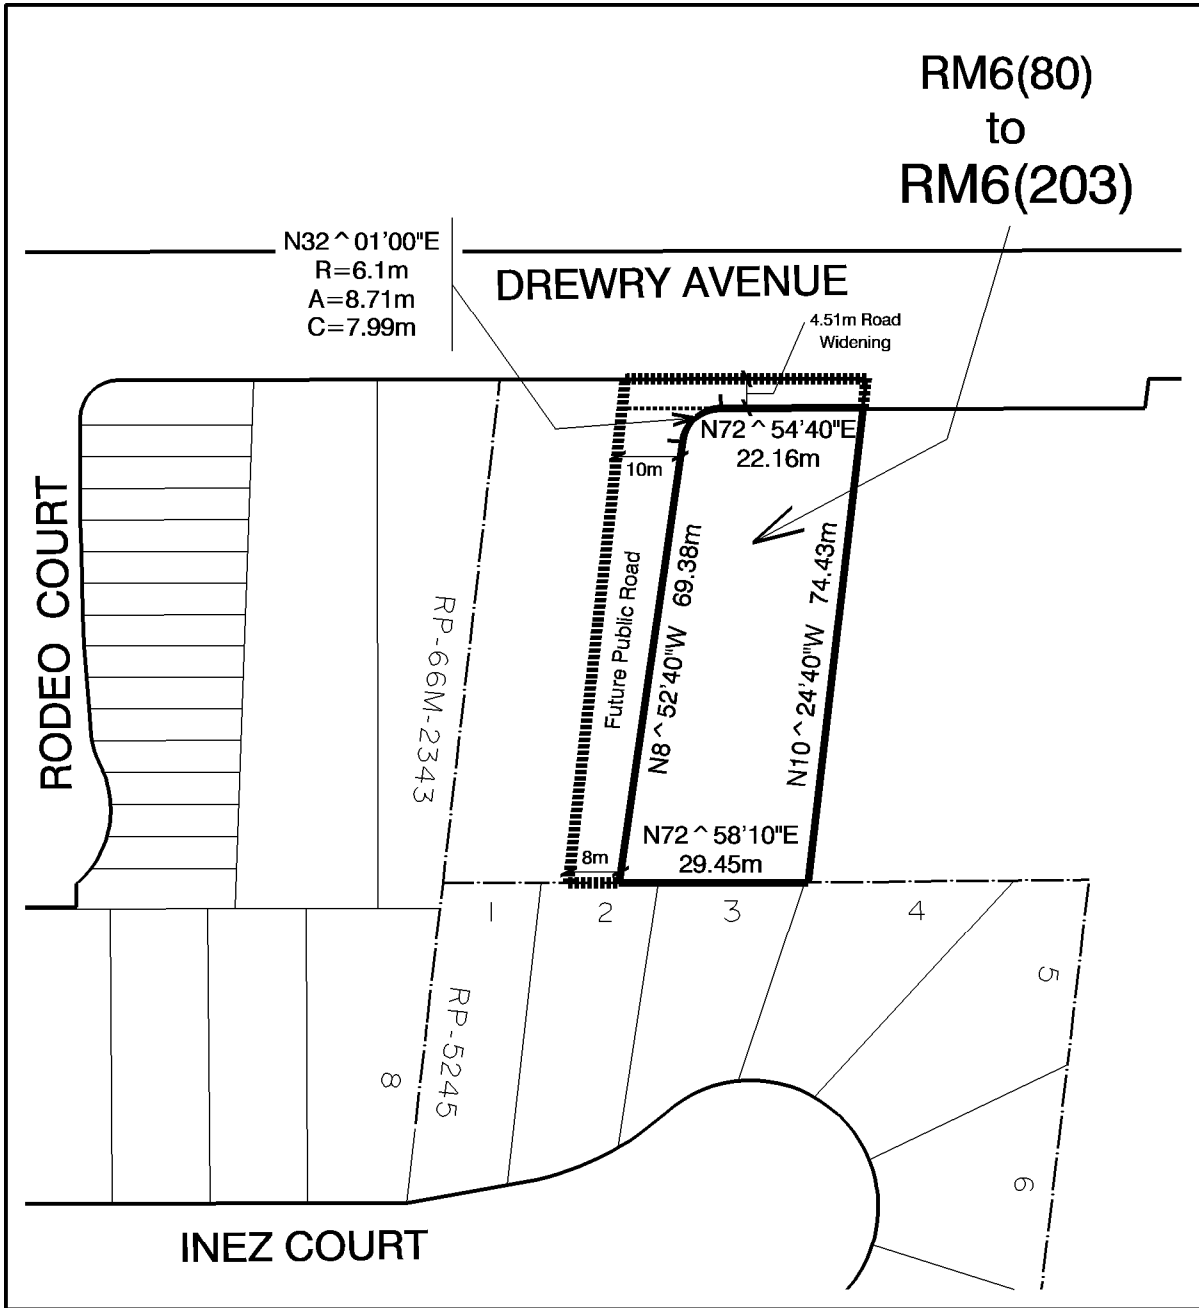 RM6(80)
to
RM6(203)
N32^01'00"E
R=6.1m
A=8.71m
C=7.99m
DREWRY AVENUE
4.51m Road
Widening
N72^54'40"E
22.16m
10m
RODEO COURT
RP-66M-2343
Future Public Road
N8^52'40"W 69.38m
N10^24'40"W 74.43m
N72^58'10"E
29.45m
8m
1
2
3
4
5
6
8
RP-5245
INEZ COURT